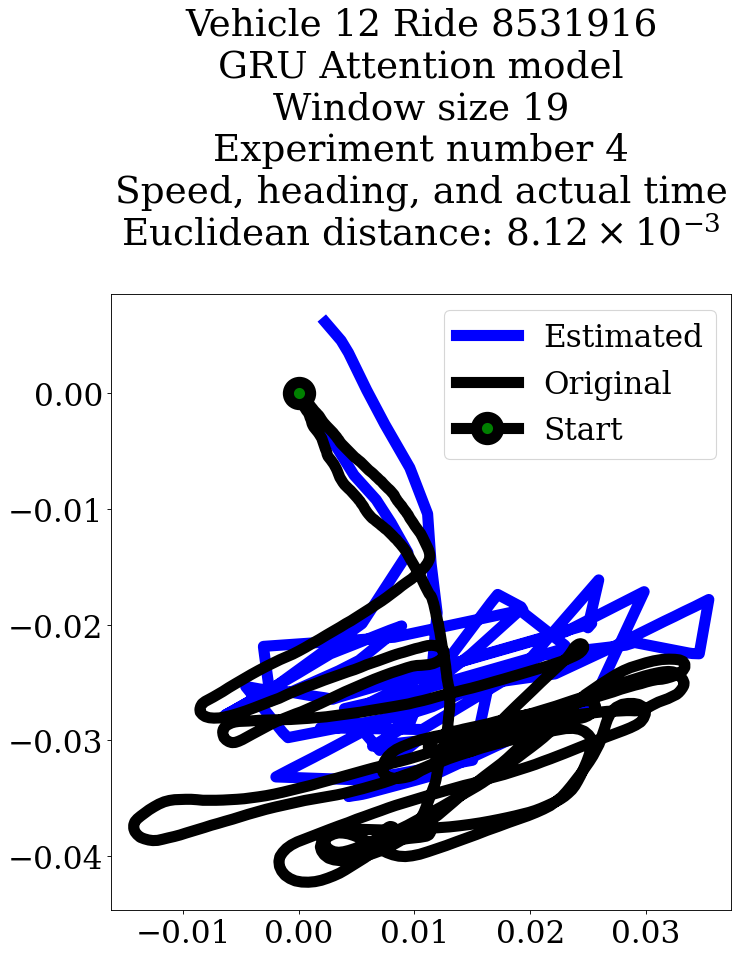 Vehicle 12 Ride 8531916
GRU Attention model
Window size 19
Experiment number 4
Speed, heading, and actual time
Euclidean distance: 8.12 × 10⁻³
Estimated
Original
Start
0.00
−0.01
−0.02
−0.03
−0.04
−0.01 0.00 0.01 0.02 0.03